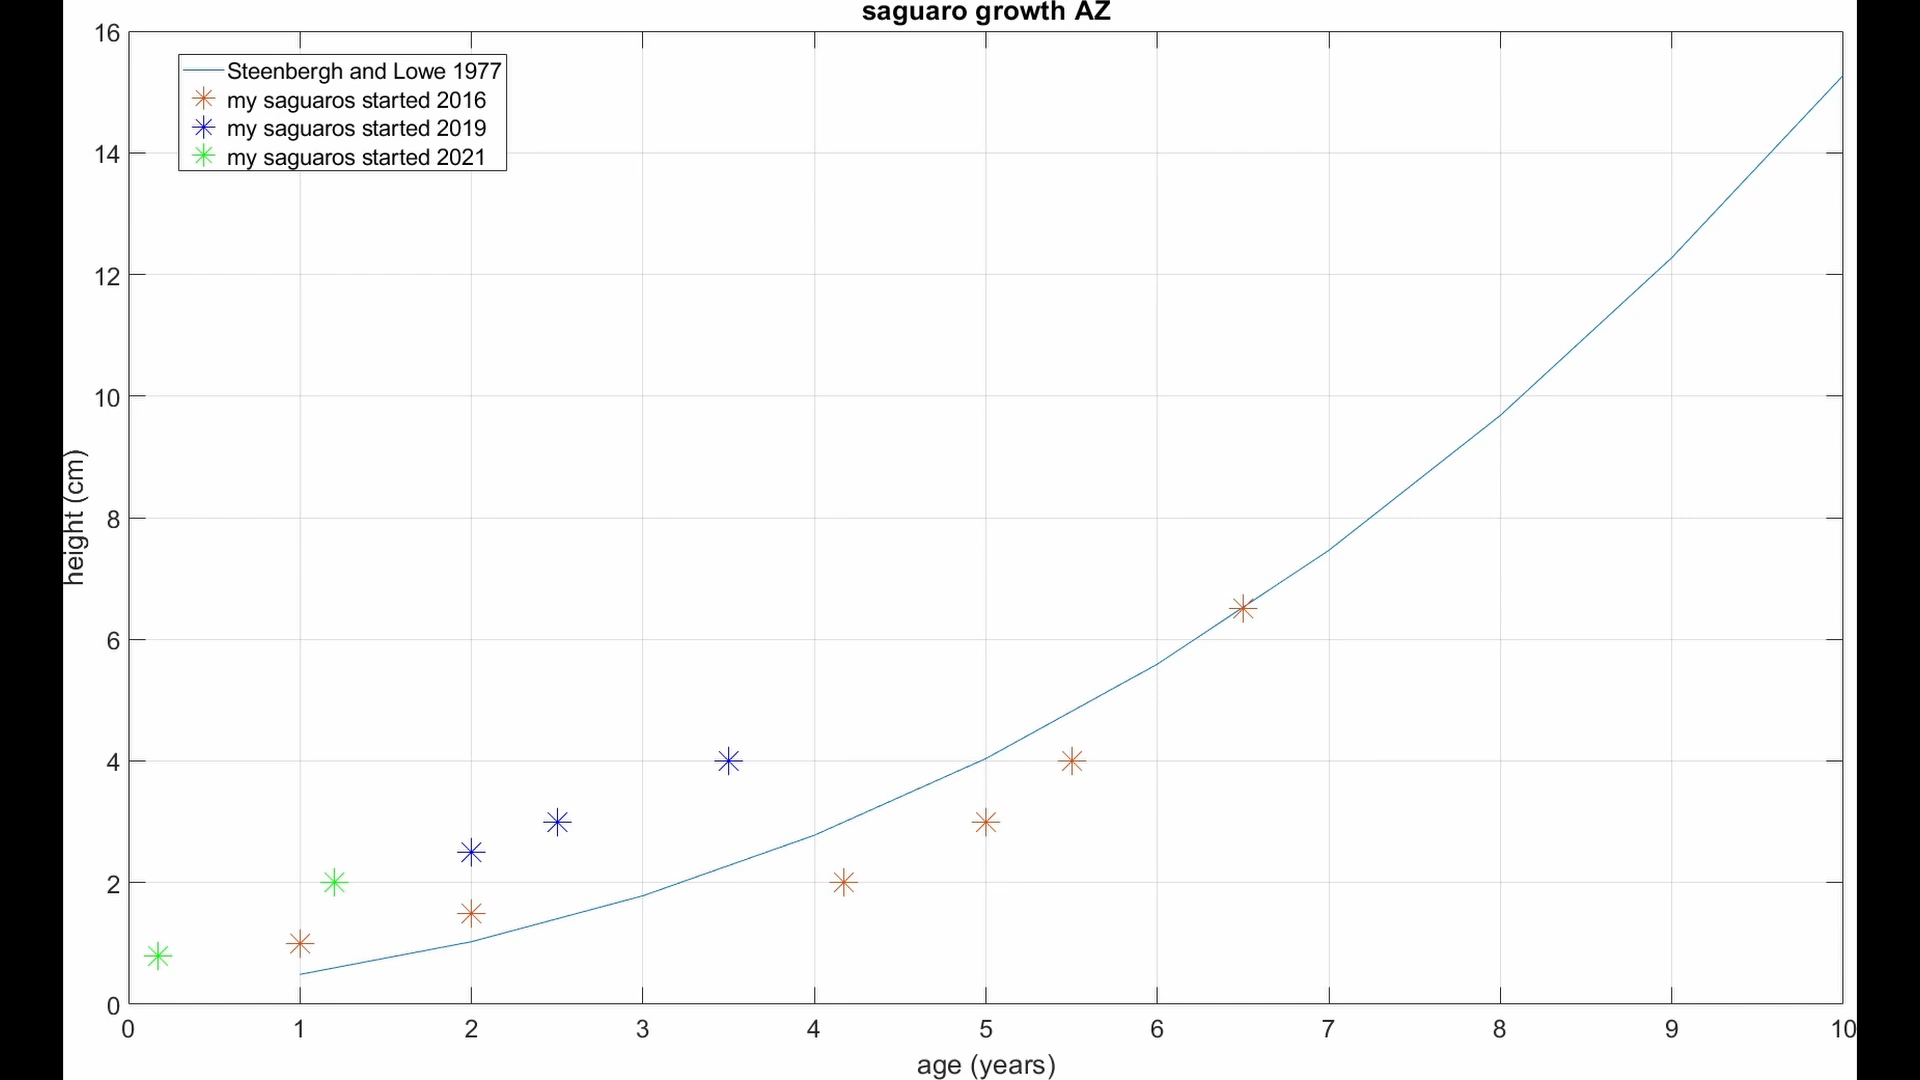 saguaro growth AZ
Steenbergh and Lowe 1977
my saguaros started 2016
my saguaros started 2019
my saguaros started 2021
16
14
12
10
8
6
4
2
0
height (cm)
0 1 2 3 4 5 6 7 8 9 10
age (years)